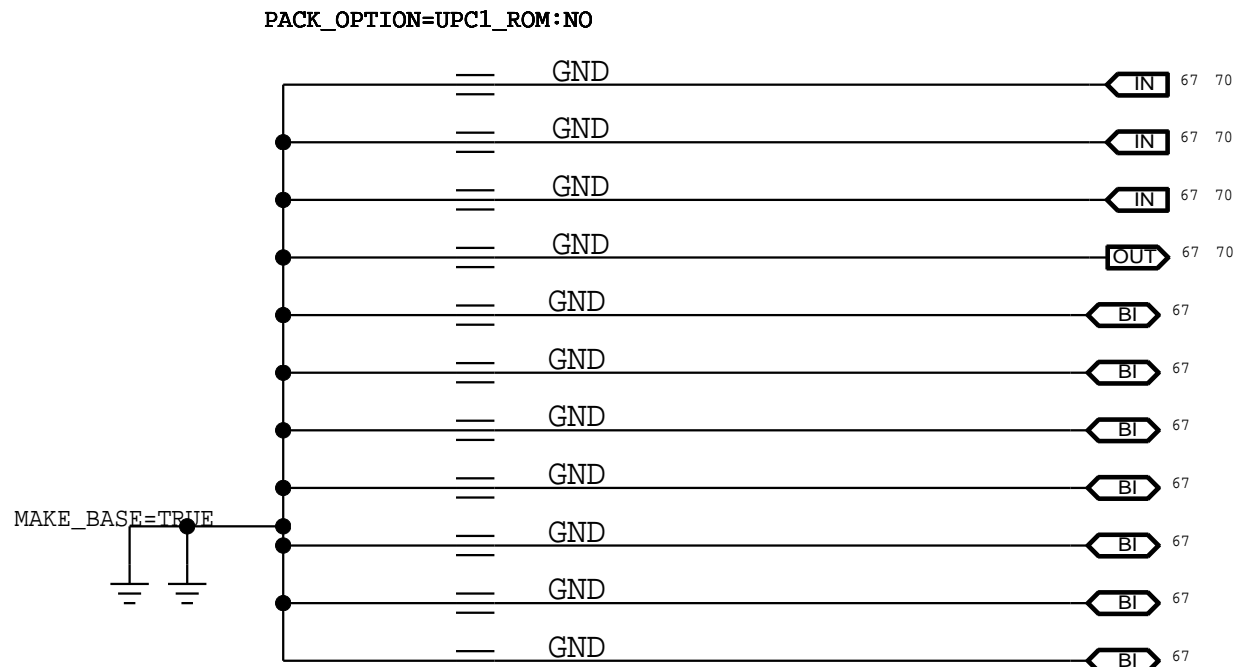 PACK_OPTION=UPC1_ROM:NO
GND IN 67 70
GND IN 67 70
GND IN 67 70
GND OUT 67 70
GND BI 67
GND BI 67
GND BI 67
GND BI 67
MAKE_BASE=TRUE
GND BI 67
GND BI 67
GND BI 67